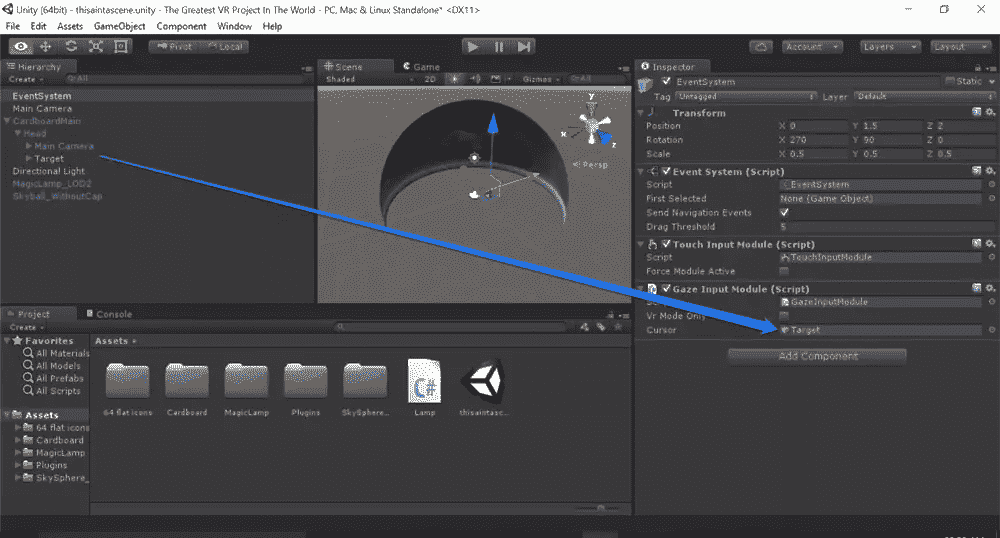 Unity (64bit) - thisaintascene.unity - The Greatest VR Project In The World - PC, Mac & Linux Standalone* <DX11>
File Edit Assets GameObject Component Window Help
Pivot Local Account Layers Layout
Hierarchy
Create All
EventSystem
Main Camera
CardboardMain
Head
Main Camera
Target
Directional Light
MagicLamp_LOD2
Skyball_WithoutCap
Scene Game
Shaded 2D Gizmos All
y
x
z
Persp
Inspector
EventSystem Static
Tag Untagged Layer Default
Transform
Position X 0 Y 1.5 Z 2
Rotation X 270 Y 90 Z 0
Scale X 0.5 Y 0.5 Z 0.5
Event System (Script)
Script EventSystem
First Selected None (Game Object)
Send Navigation Events
Drag Threshold 5
Touch Input Module (Script)
Script TouchInputModule
Force Module Active
Gaze Input Module (Script)
GazeInputModule
Vr Mode Only
Cursor Target
Add Component
Project Console
Create
Favorites
All Materials
All Models
All Prefabs
All Scripts
Assets
64 flat icons
Cardboard
MagicLamp
Plugins
SkySphere_
Assets
64 flat icons Cardboard MagicLamp Plugins SkySphere... C# Lamp thisaintasc...